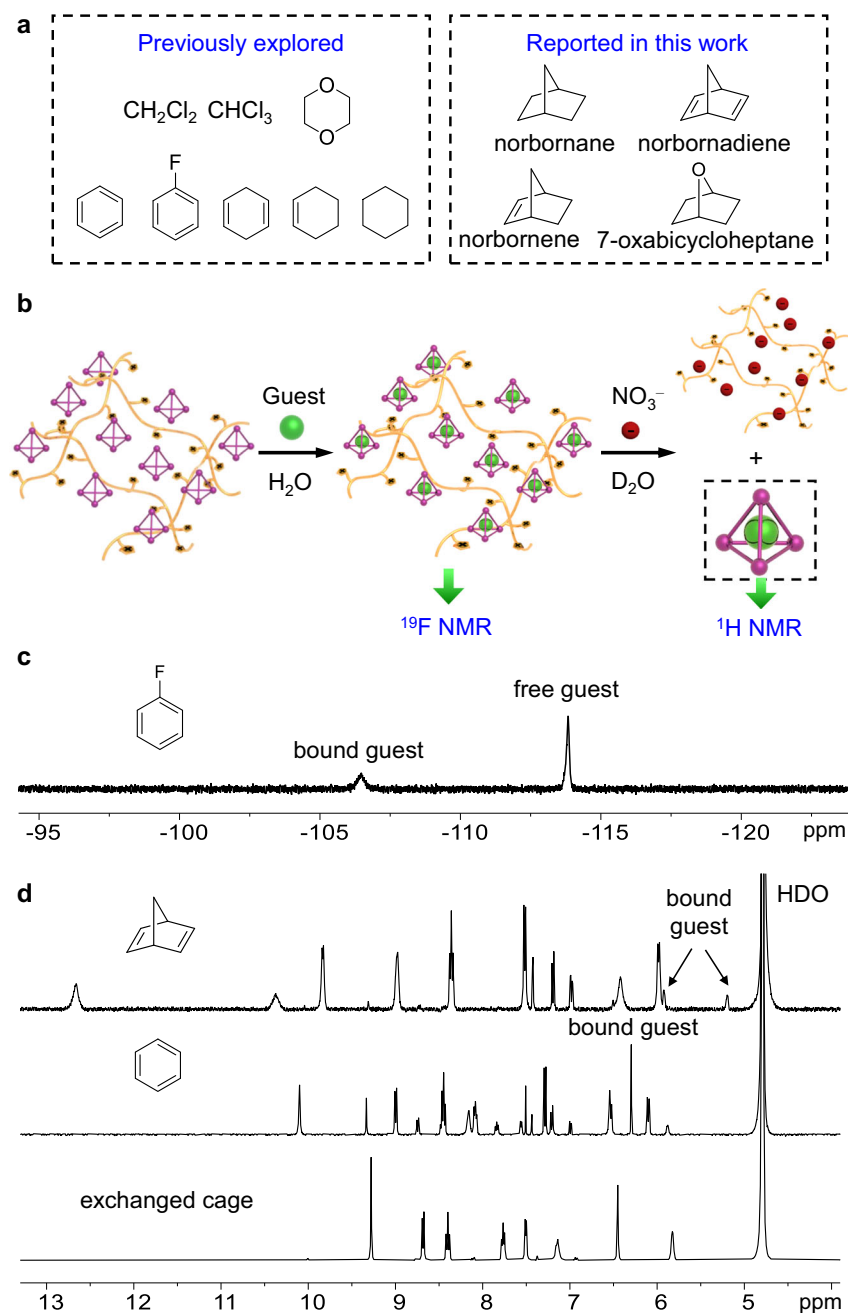 a
Previously explored
Reported in this work
CH₂Cl₂ CHCl₃
O
O
F
norbornane
norbornadiene
O
norbornene
7-oxabicycloheptane
b
Guest
H₂O
NO₃⁻
D₂O
+
¹⁹F NMR
¹H NMR
c
F
bound guest
free guest
-95 -100 -105 -110 -115 -120 ppm
d
bound
guest
HDO
bound guest
exchanged cage
13 12 11 10 9 8 7 6 5 ppm